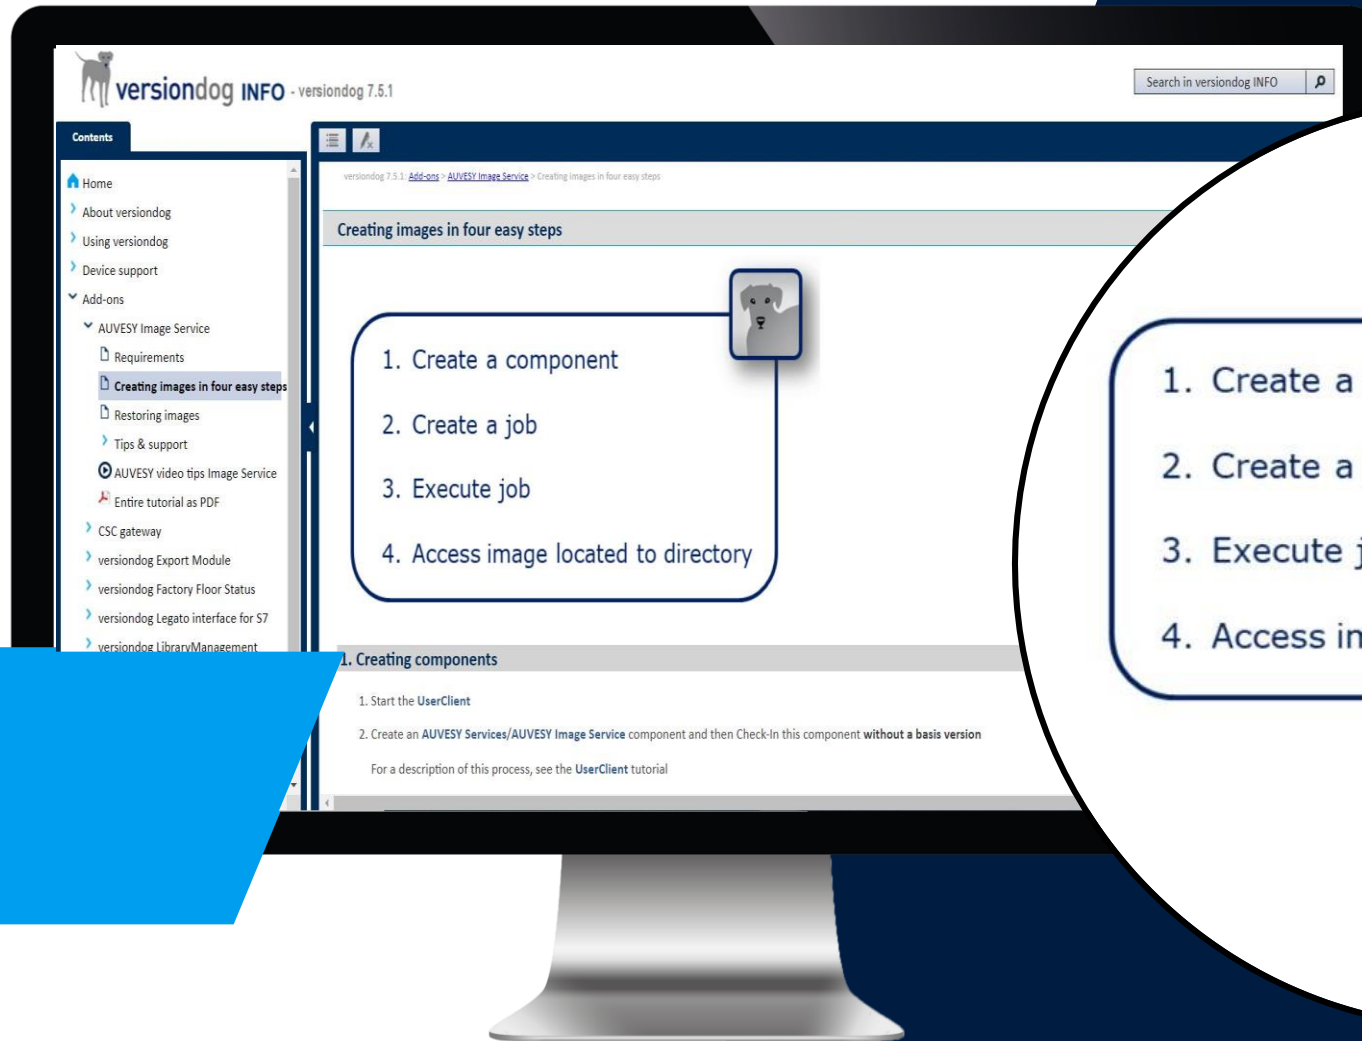 versiondog INFO - versiondog 7.5.1
Search in versiondog INFO
Contents
Home
About versiondog
Using versiondog
Device support
Add-ons
AUVESY Image Service
Requirements
Creating images in four easy steps
Restoring images
Tips & support
AUVESY video tips Image Service
Entire tutorial as PDF
CSC gateway
versiondog Export Module
versiondog Factory Floor Status
versiondog Legato interface for S7
versiondog LibraryManagement
versiondog 7.5.1: Add-ons > AUVESY Image Service > Creating images in four easy steps
Creating images in four easy steps
1. Create a component
2. Create a job
3. Execute job
4. Access image located to directory
1. Creating components
1. Start the UserClient
2. Create an AUVESY Services/AUVESY Image Service component and then Check-In this component without a basis version
For a description of this process, see the UserClient tutorial
1. Create a
2. Create a
3. Execute j
4. Access in